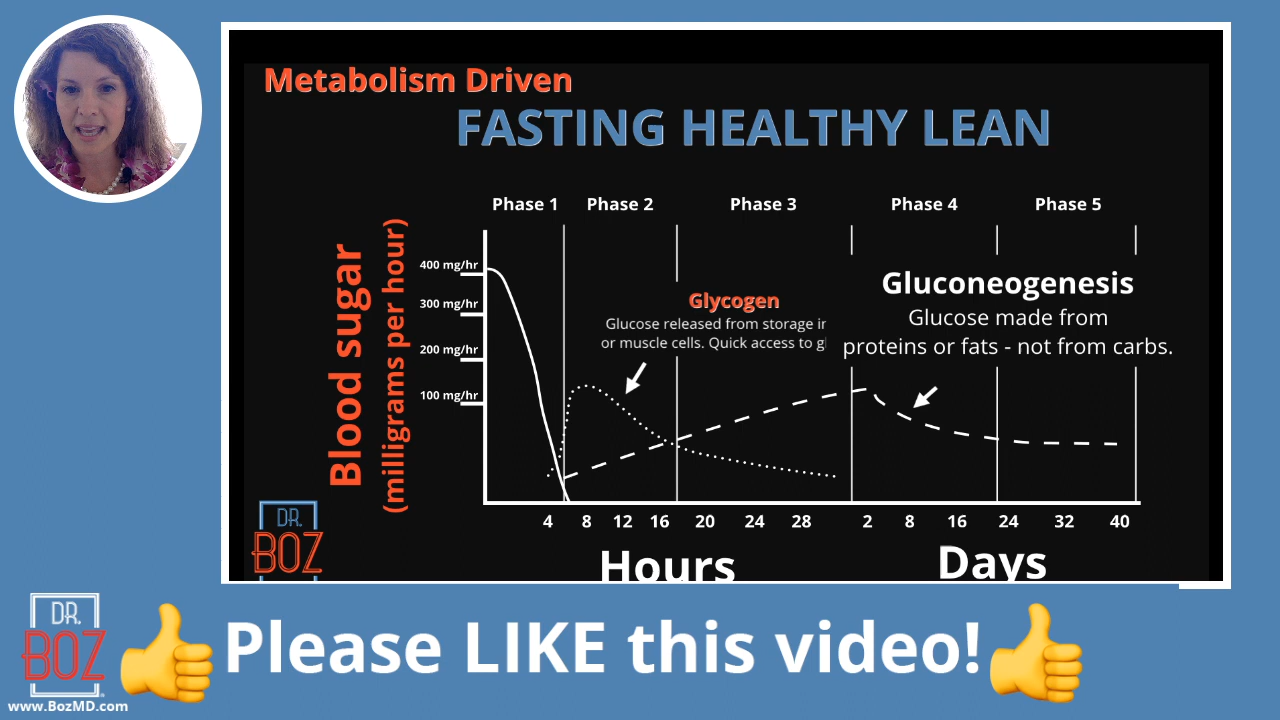 Metabolism Driven
FASTING HEALTHY LEAN
Phase 1 Phase 2 Phase 3 Phase 4 Phase 5
Blood sugar
(milligrams per hour)
400 mg/hr
300 mg/hr
200 mg/hr
100 mg/hr
Glycogen
Glucose released from storage in
or muscle cells. Quick access to gl
Gluconeogenesis
Glucose made from
proteins or fats - not from carbs.
4 8 12 16 20 24 28 2 8 16 24 32 40
Hours Days
DR.
BOZ
DR.
BOZ
Please LIKE this video!
www.BozMD.com